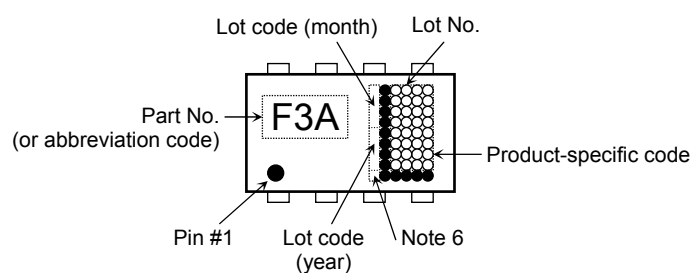 Lot code (month)
Lot No.
Part No.
(or abbreviation code)
F3A
Product-specific code
Pin #1
Lot code
(year)
Note 6